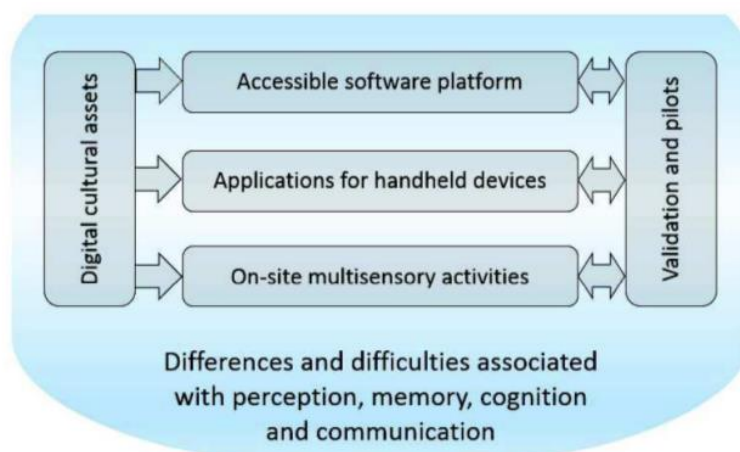 Digital cultural assets
Accessible software platform
Applications for handheld devices
On-site multisensory activities
Validation and pilots
Differences and difficulties associated
with perception, memory, cognition
and communication